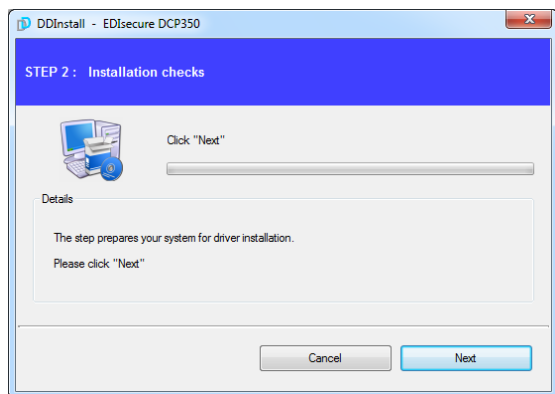 DDInstall - EDIsecure DCP350
STEP 2 : Installation checks
Click "Next"
Details
The step prepares your system for driver installation.
Please click "Next"
Cancel
Next